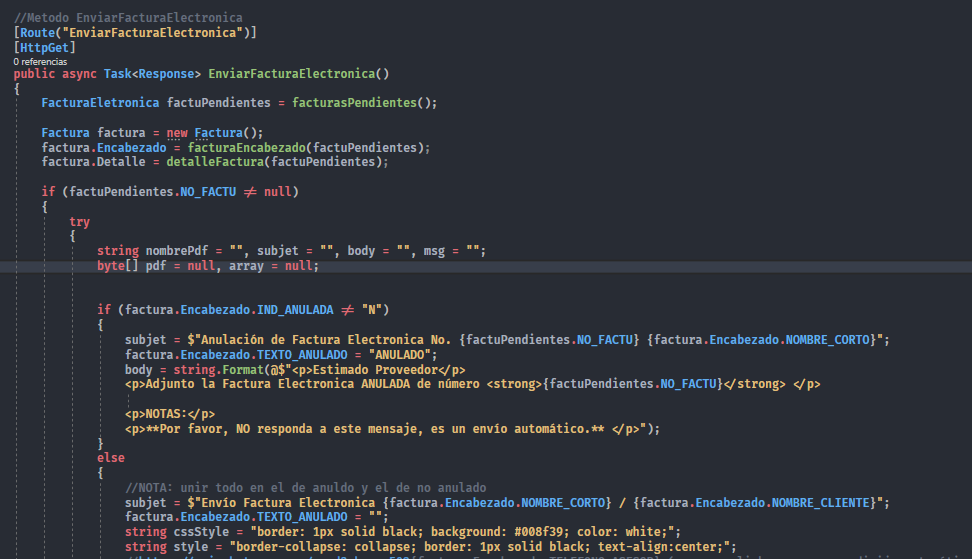 //Metodo EnviarFacturaElectronica
[Route("EnviarFacturaElectronica")]
[HttpGet]
0 referencias
public async Task<Response> EnviarFacturaElectronica()
{
FacturaEletronica factuPendientes = facturasPendientes();
Factura factura = new Factura();
factura.Encabezado = facturaEncabezado(factuPendientes);
factura.Detalle = detalleFactura(factuPendientes);
if (factuPendientes.NO_FACTU != null)
{
try
{
string nombrePdf = "", subjet = "", body = "", msg = "";
byte[] pdf = null, array = null;
if (factura.Encabezado.IND_ANULADA != "N")
{
subjet = $"Anulación de Factura Electronica No. {factuPendientes.NO_FACTU} {factura.Encabezado.NOMBRE_CORTO}";
factura.Encabezado.TEXTO_ANULADO = "ANULADO";
body = string.Format(@$"<p>Estimado Proveedor</p>
<p>Adjunto la Factura Electronica ANULADA de número <strong>{factuPendientes.NO_FACTU}</strong> </p>
<p>NOTAS:</p>
<p>**Por favor, NO responda a este mensaje, es un envío automático.** </p>");
}
else
{
//NOTA: unir todo en el de anuldo y el de no anulado
subjet = $"Envío Factura Electronica {factura.Encabezado.NOMBRE_CORTO} / {factura.Encabezado.NOMBRE_CLIENTE}";
factura.Encabezado.TEXTO_ANULADO = "";
string cssStyle = "border: 1px solid black; background: #008f39; color: white;";
string style = "border-collapse: collapse; border: 1px solid black; text-align:center;";